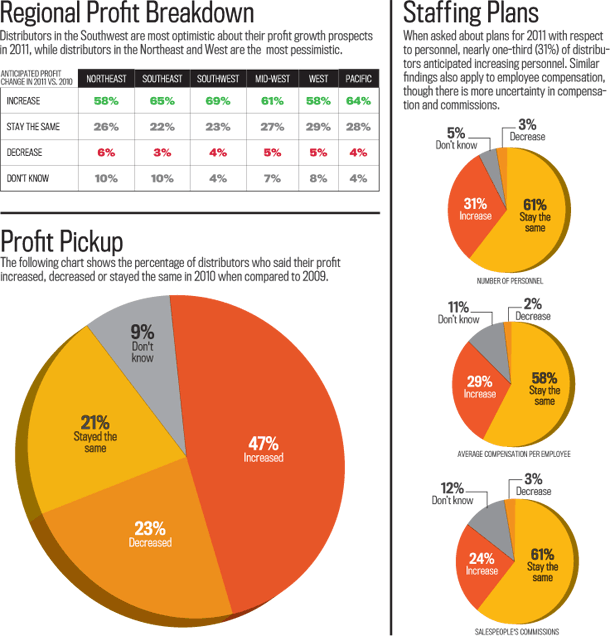 Regional Profit Breakdown
Distributors in the Southwest are most optimistic about their profit growth prospects
in 2011, while distributors in the Northeast and West are the most pessimistic.
ANTICIPATED PROFIT
CHANGE IN 2011 VS. 2010
NORTHEAST SOUTHEAST SOUTHWEST MID-WEST WEST PACIFIC
INCREASE 58% 65% 69% 61% 58% 64%
STAY THE SAME 26% 22% 23% 27% 29% 28%
DECREASE 6% 3% 4% 5% 5% 4%
DON'T KNOW 10% 10% 4% 7% 8% 4%
Profit Pickup
The following chart shows the percentage of distributors who said their profit
increased, decreased or stayed the same in 2010 when compared to 2009.
9%
Don't
know
21%
Stayed the
same
47%
Increased
23%
Decreased
Staffing Plans
When asked about plans for 2011 with respect
to personnel, nearly one-third (31%) of distribu-
tors anticipated increasing personnel. Similar
findings also apply to employee compensation,
though there is more uncertainty in compensa-
tion and commissions.
5%
Don't know
3%
Decrease
31%
Increase
61%
Stay the
same
NUMBER OF PERSONNEL
11%
Don't know
2%
Decrease
29%
Increase
58%
Stay the
same
AVERAGE COMPENSATION PER EMPLOYEE
12%
Don't know
3%
Decrease
24%
Increase
61%
Stay the
same
SALESPEOPLE'S COMMISSIONS